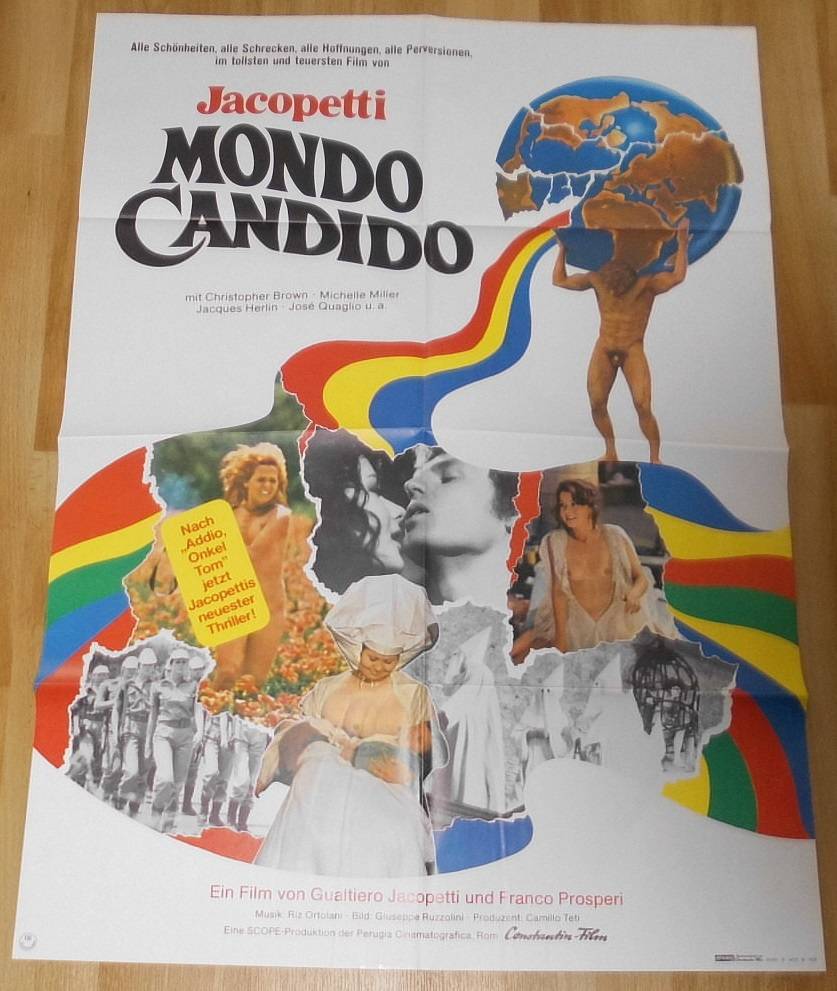 Alle Schönheiten, alle Schrecken, alle Hoffnungen, alle Perversionen,
im tollsten und teuersten Film von
Jacopetti
MONDO
CANDIDO
mit Christopher Brown · Michelle Miller
Jacques Herlin · José Quaglio u. a.
Nach
„Addio,
Onkel
Tom“
jetzt
Jacopettis
neuester
Thriller!
Ein Film von Gualtiero Jacopetti und Franco Prosperi
Musik: Riz Ortolani · Bild: Giuseppe Ruzzolini · Produzent: Camillo Teti
Eine SCOPE-Produktion der Perugia Cinematografica, Rom Constantin-Film